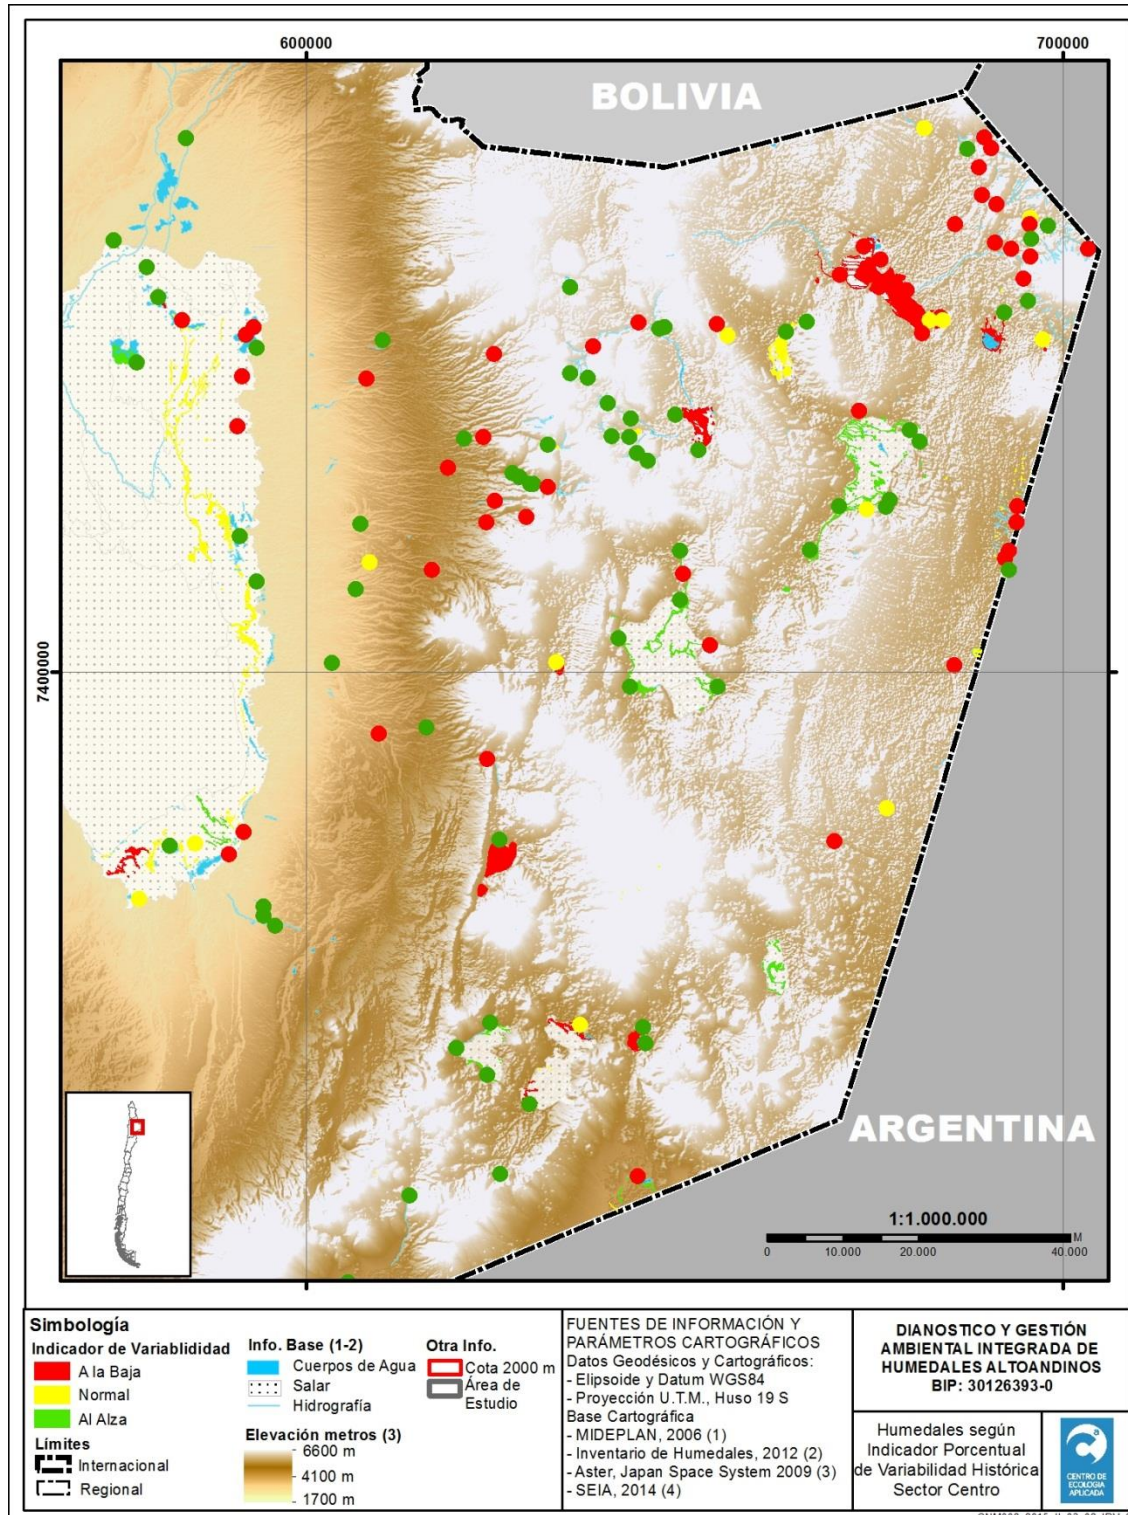 600000
700000
BOLIVIA
7400000
ARGENTINA
1:1.000.000
0
10.000
20.000
40.000
M
Simbología
Indicador de Variablididad
A la Baja
Normal
Al Alza
Límites
Internacional
Regional
Info. Base (1-2)
Cuerpos de Agua
Salar
Hidrografía
Elevación metros (3)
6600 m
4100 m
1700 m
Otra Info.
Cota 2000 m
Área de
Estudio
FUENTES DE INFORMACIÓN Y
PARÁMETROS CARTOGRÁFICOS
Datos Geodésicos y Cartográficos:
- Elipsoide y Datum WGS84
- Proyección U.T.M., Huso 19 S
Base Cartográfica
- MIDEPLAN, 2006 (1)
- Inventario de Humedales, 2012 (2)
- Aster, Japan Space System 2009 (3)
- SEIA, 2014 (4)
DIANOSTICO Y GESTIÓN
AMBIENTAL INTEGRADA DE
HUMEDALES ALTOANDINOS
BIP: 30126393-0
Humedales según
Indicador Porcentual
de Variabilidad Histórica
Sector Centro
CENTRO DE
ECOLOGÍA
APLICADA